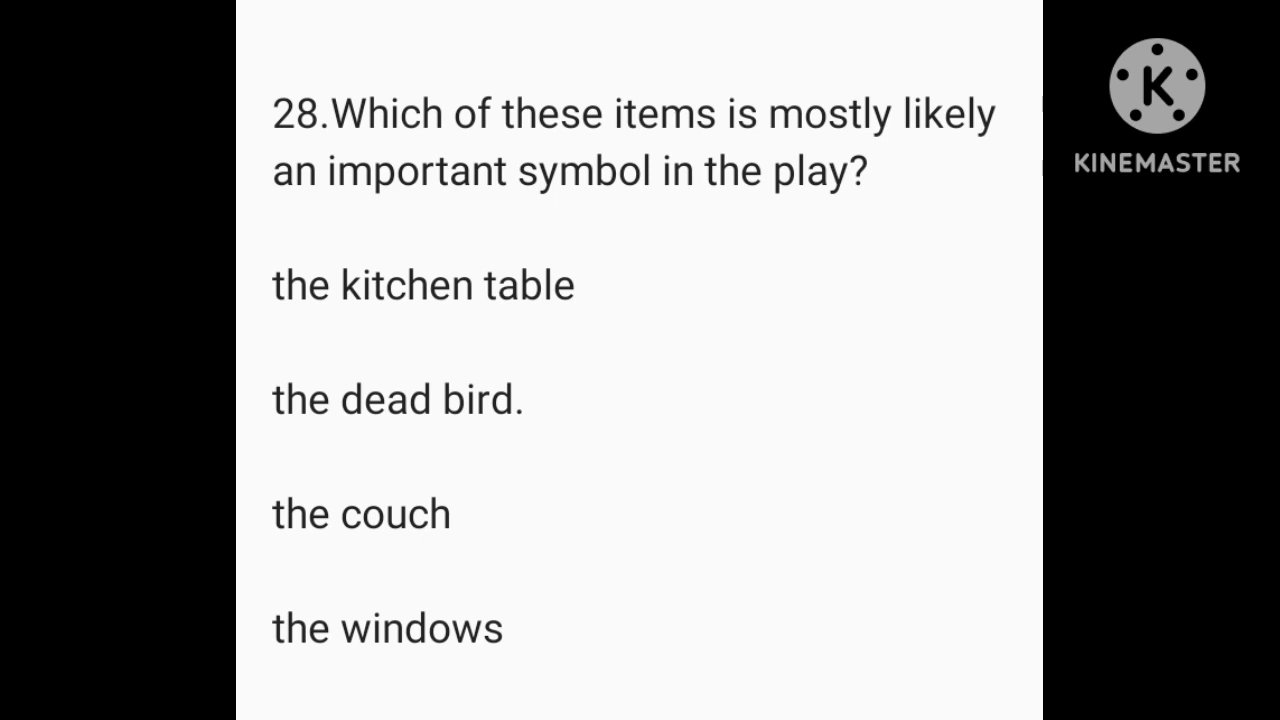 28.Which of these items is mostly likely
an important symbol in the play?
the kitchen table
the dead bird.
the couch
the windows
K
KINEMASTER